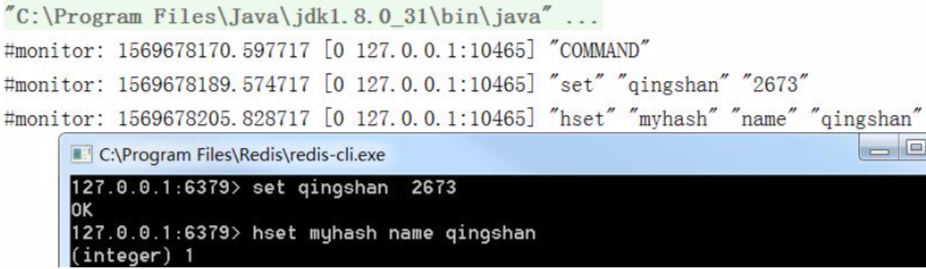 "C:\Program Files\Java\jdk1.8.0_31\bin\java" ...
#monitor: 1569678170.597717 [0 127.0.0.1:10465] "COMMAND"
#monitor: 1569678189.574717 [0 127.0.0.1:10465] "set" "qingshan" "2673"
#monitor: 1569678205.828717 [0 127.0.0.1:10465] "hset" "myhash" "name" "qingshan"
C:\Program Files\Redis\redis-cli.exe
127.0.0.1:6379> set qingshan  2673
OK
127.0.0.1:6379> hset myhash name qingshan
(integer) 1